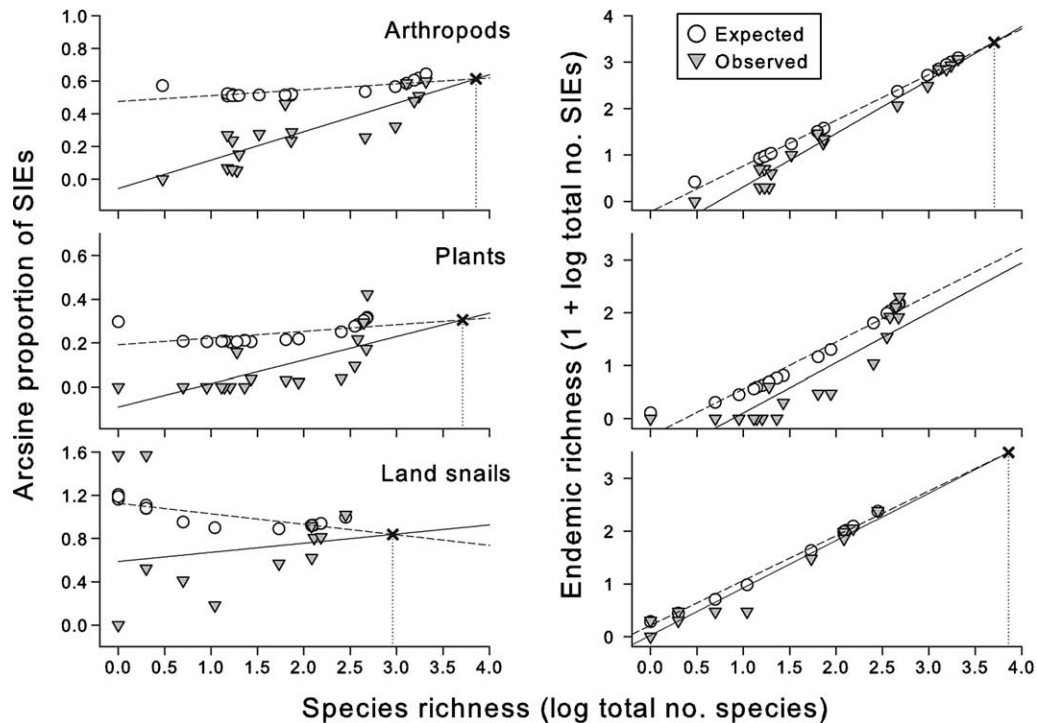 Arcsine proportion of SIEs
Arthropods
1.0
0.8
0.6
0.4
0.2
0.0
Plants
0.6
0.4
0.2
0.0
Land snails
1.6
1.2
0.8
0.4
0.0
0.0 0.5 1.0 1.5 2.0 2.5 3.0 3.5 4.0
Endemic richness (1 + log total no. SIEs)
Expected
Observed
4
3
2
1
0
3
2
1
0
3
2
1
0
0.0 0.5 1.0 1.5 2.0 2.5 3.0 3.5 4.0
Species richness (log total no. species)